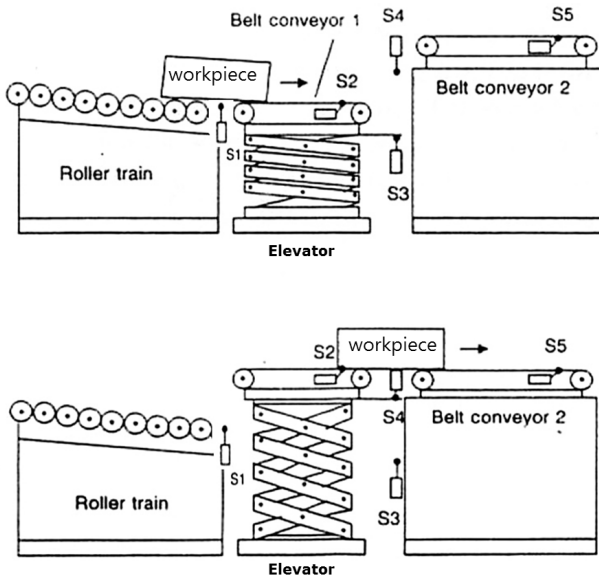 Belt conveyor 1
S4
S5
workpiece
S2
Belt conveyor 2
S1
Roller train
S3
Elevator
S2
workpiece
S5
S4
Belt conveyor 2
S1
Roller train
S3
Elevator